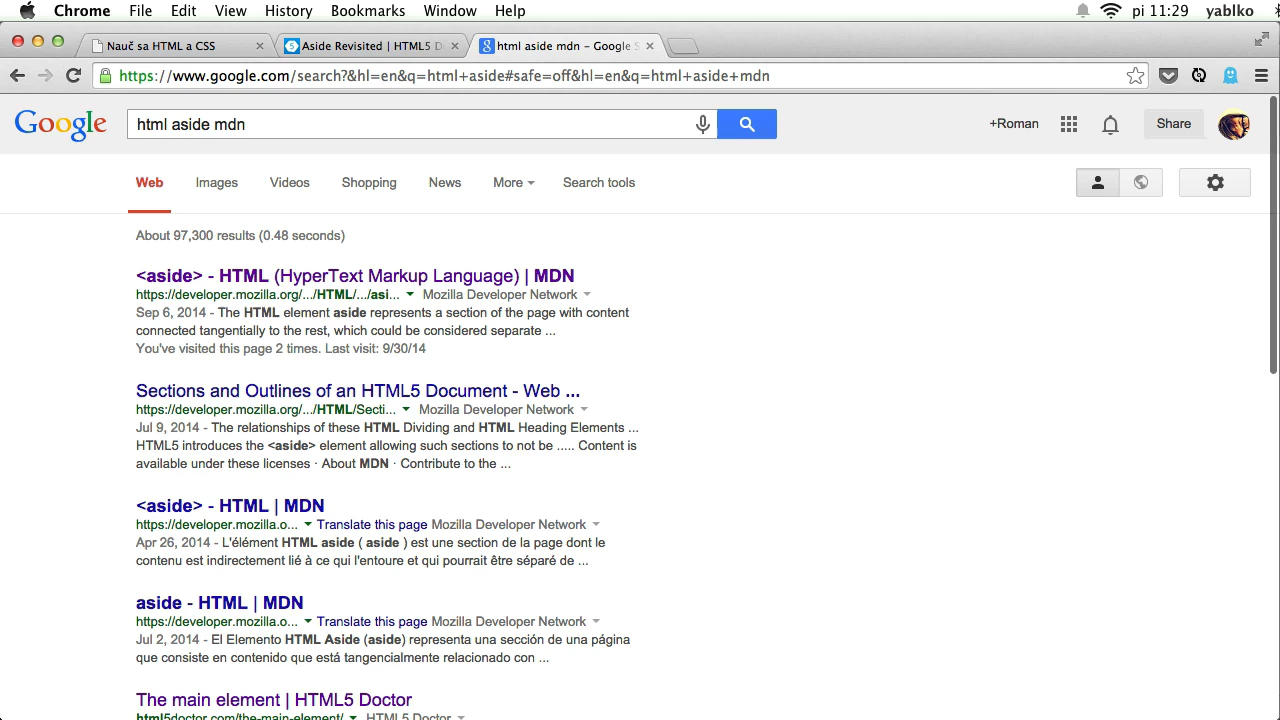 Chrome File Edit View History Bookmarks Window Help pi 11:29 yablko
Nauč sa HTML a CSS Aside Revisited | HTML5 D html aside mdn – Google S
https://www.google.com/search?&hl=en&q=html+aside#safe=off&hl=en&q=html+aside+mdn
Google html aside mdn +Roman Share
Web Images Videos Shopping News More Search tools
About 97,300 results (0.48 seconds)
<aside> - HTML (HyperText Markup Language) | MDN
https://developer.mozilla.org/.../HTML/.../asi... Mozilla Developer Network
Sep 6, 2014 - The HTML element aside represents a section of the page with content
connected tangentially to the rest, which could be considered separate ...
You've visited this page 2 times. Last visit: 9/30/14
Sections and Outlines of an HTML5 Document - Web ...
https://developer.mozilla.org/.../HTML/Secti... Mozilla Developer Network
Jul 9, 2014 - The relationships of these HTML Dividing and HTML Heading Elements ...
HTML5 introduces the <aside> element allowing such sections to not be ..... Content is
available under these licenses · About MDN · Contribute to the ...
<aside> - HTML | MDN
https://developer.mozilla.o... Translate this page Mozilla Developer Network
Apr 26, 2014 - L'élément HTML aside ( aside ) est une section de la page dont le
contenu est indirectement lié à ce qui l'entoure et qui pourrait être séparé de ...
aside - HTML | MDN
https://developer.mozilla.o... Translate this page Mozilla Developer Network
Jul 2, 2014 - El Elemento HTML Aside (aside) representa una sección de una página
que consiste en contenido que está tangencialmente relacionado con ...
The main element | HTML5 Doctor
html5doctor.com/the-main-element/ HTML5 Doctor